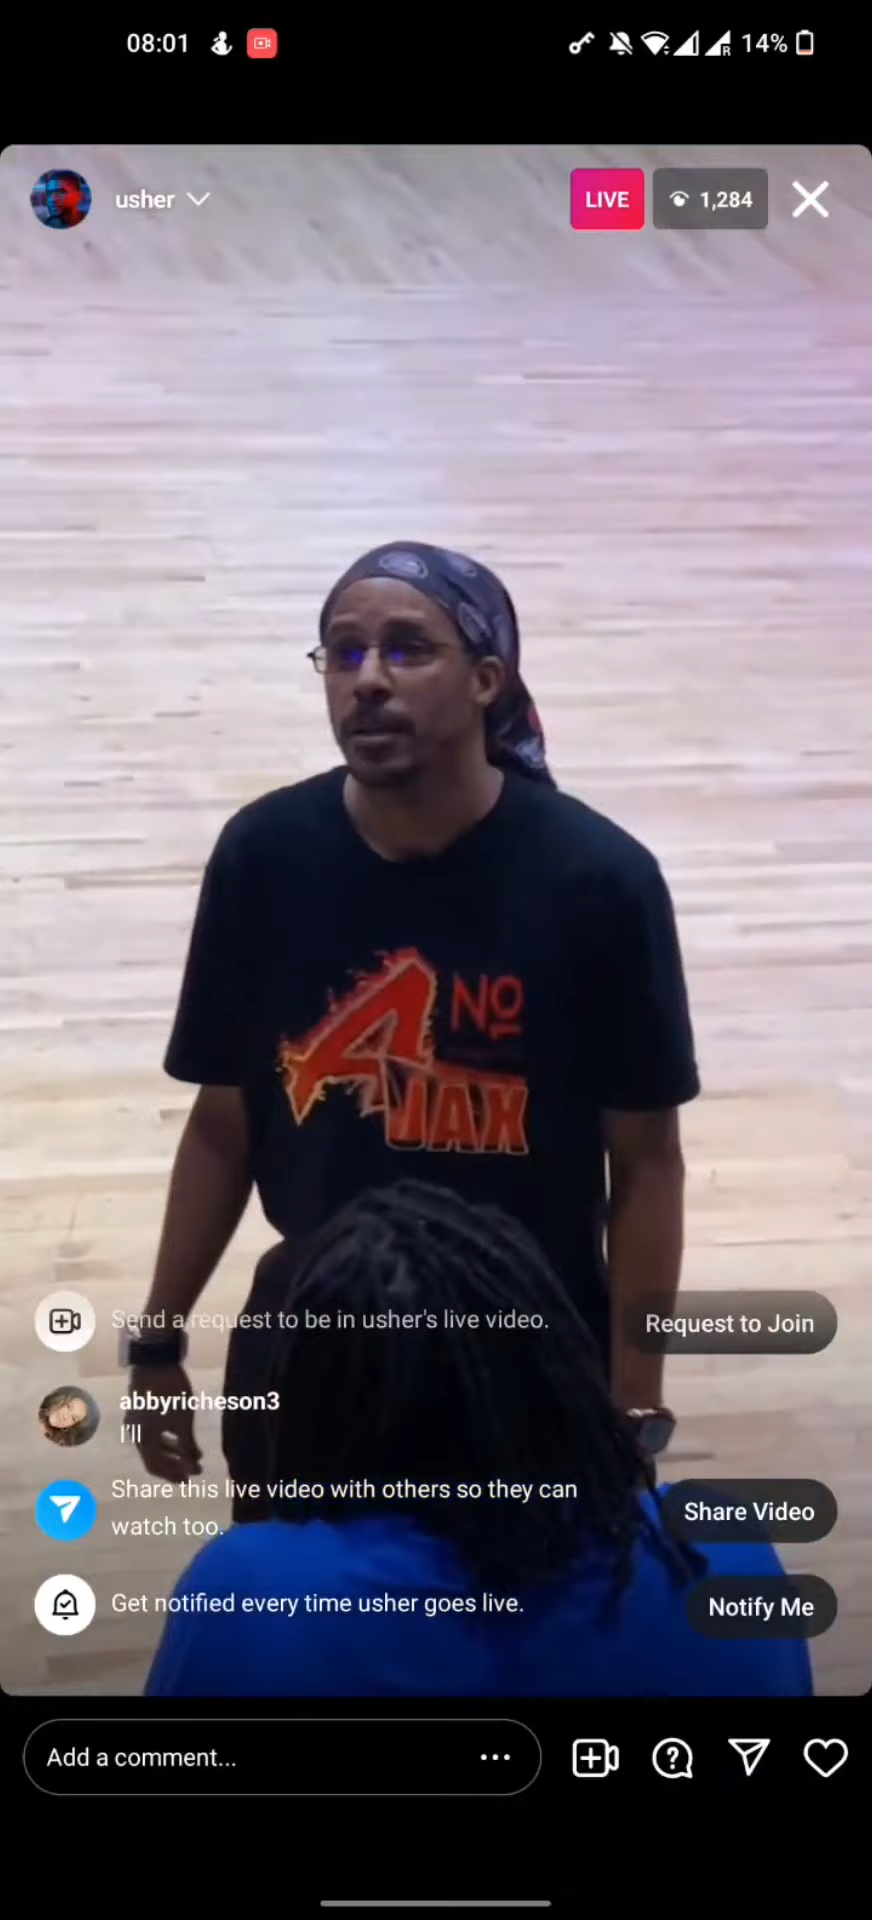 08:01
14%
usher
LIVE
1,284
NO
AJAX
Send a request to be in usher's live video.
Request to Join
abbyricheson3
I'll
Share this live video with others so they can
watch too.
Share Video
Get notified every time usher goes live.
Notify Me
Add a comment...